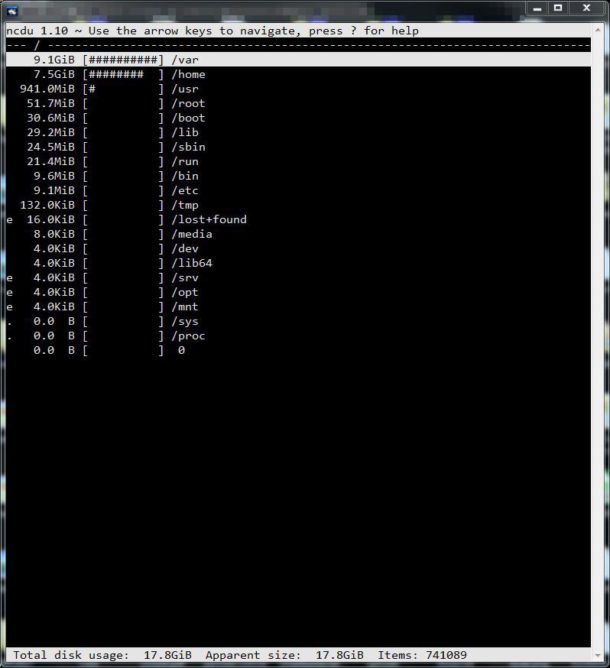 ncdu 1.10 ~ Use the arrow keys to navigate, press ? for help
--- / ----------------------------------------------------------------------------------
    9.1GiB [##########] /var
    7.5GiB [########  ] /home
  941.0MiB [#         ] /usr
   51.7MiB [          ] /root
   30.6MiB [          ] /boot
   29.2MiB [          ] /lib
   24.5MiB [          ] /sbin
   21.4MiB [          ] /run
    9.6MiB [          ] /bin
    9.1MiB [          ] /etc
  132.0KiB [          ] /tmp
e  16.0KiB [          ] /lost+found
    8.0KiB [          ] /media
    4.0KiB [          ] /dev
    4.0KiB [          ] /lib64
e   4.0KiB [          ] /srv
e   4.0KiB [          ] /opt
e   4.0KiB [          ] /mnt
.   0.0  B [          ] /sys
.   0.0  B [          ] /proc
    0.0  B [          ]  0
Total disk usage:  17.8GiB  Apparent size:  17.8GiB  Items: 741089